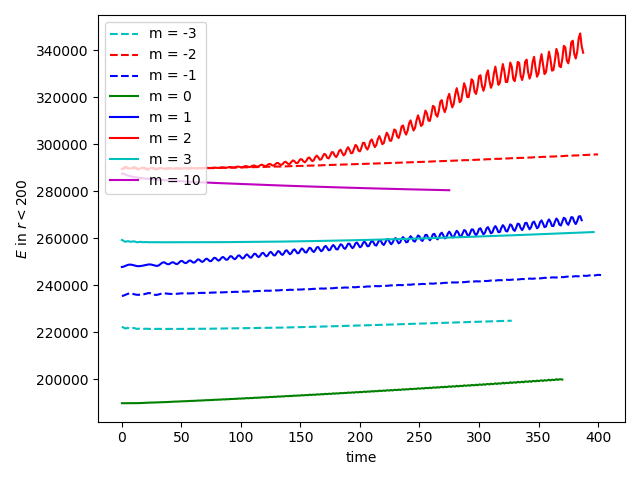 m = -3
m = -2
m = -1
m = 0
m = 1
m = 2
m = 3
m = 10
340000
320000
300000
280000
260000
240000
220000
200000
E in r < 200
0 50 100 150 200 250 300 350 400
time